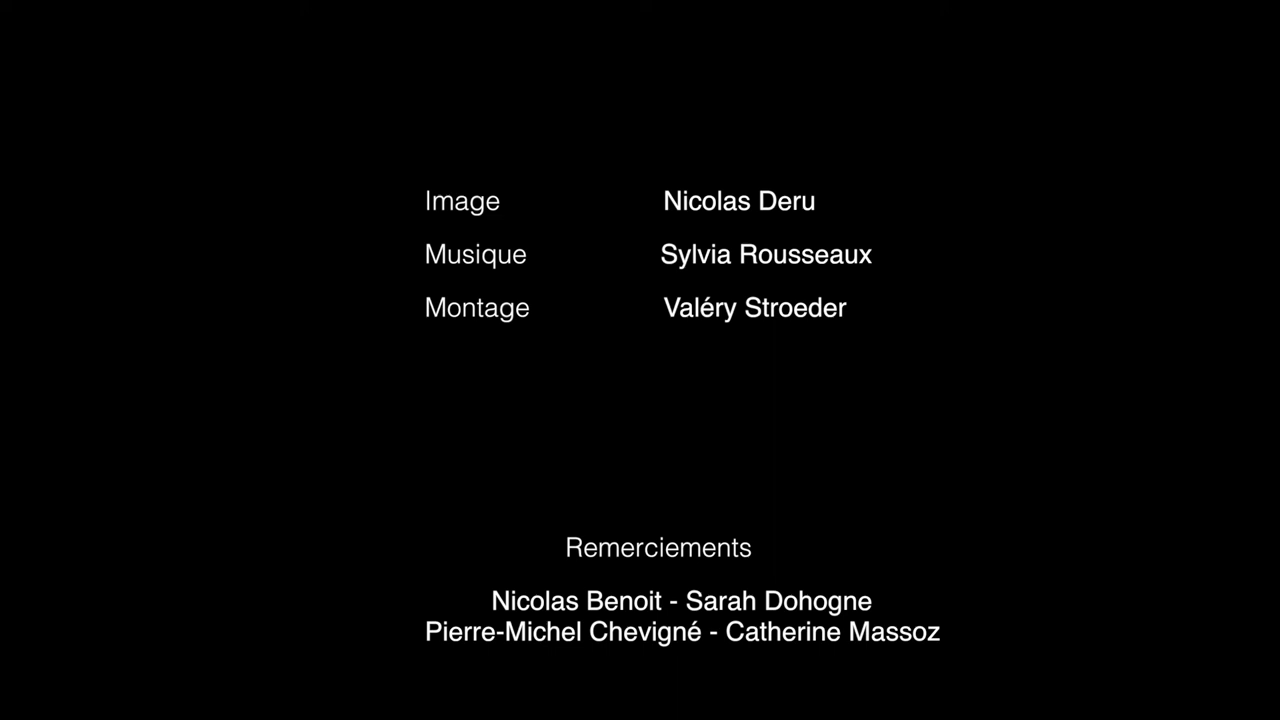 Image Nicolas Deru
Musique Sylvia Rousseaux
Montage Valéry Stroeder
Remerciements
Nicolas Benoit - Sarah Dohogne
Pierre-Michel Chevigné - Catherine Massoz